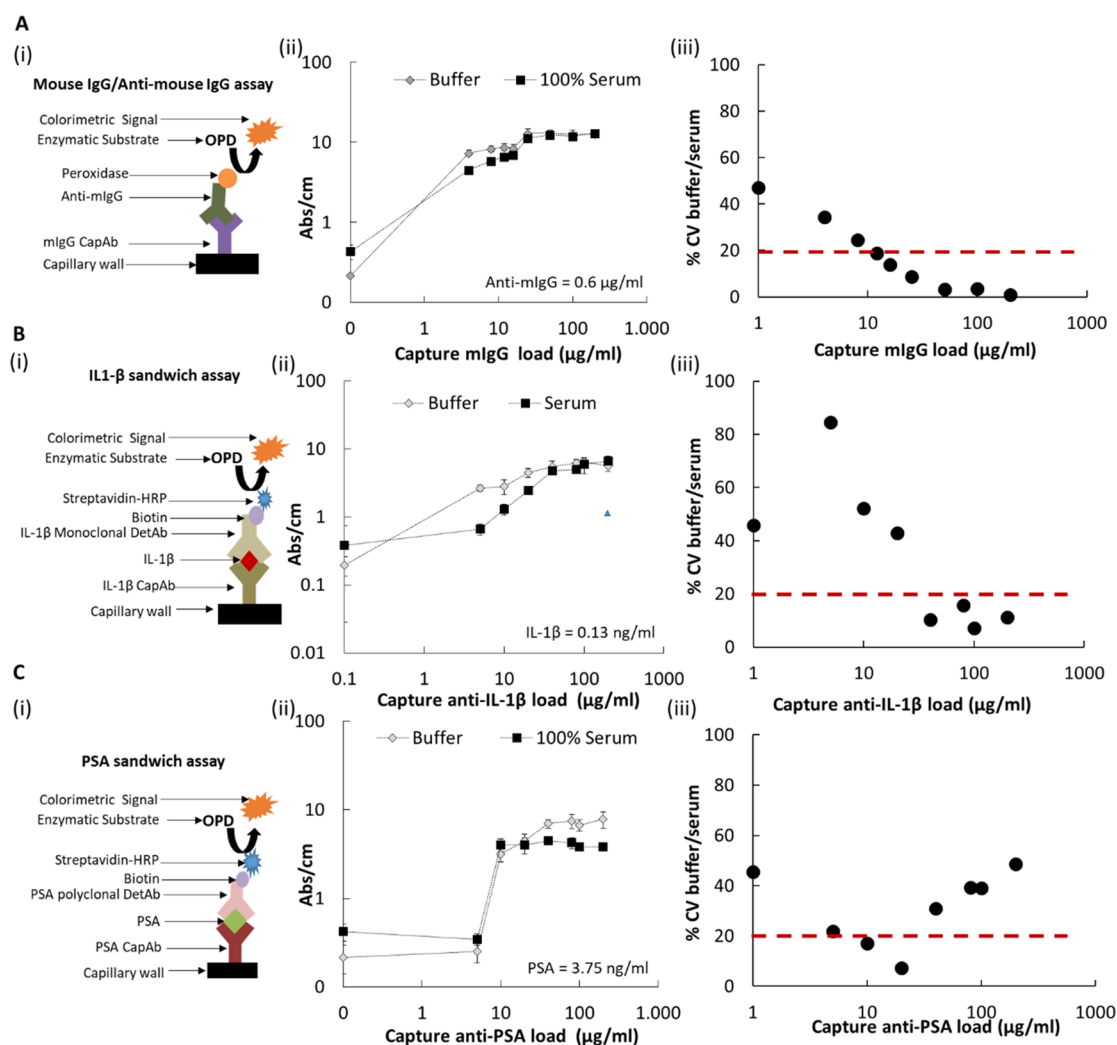 A
(i)
Mouse IgG/Anti-mouse IgG assay
Colorimetric Signal
Enzymatic Substrate
OPD
Peroxidase
Anti-mIgG
mIgG CapAb
Capillary wall
(ii)
Buffer
100% Serum
Abs/cm
100
10
1
0
0
1
10
100
1.000
Anti-mIgG = 0.6 µg/ml
Capture mIgG load (µg/ml)
(iii)
% CV buffer/serum
100
80
60
40
20
0
1
10
100
1000
Capture mIgG load (µg/ml)
B
(i)
IL1-β sandwich assay
Colorimetric Signal
Enzymatic Substrate
OPD
Streptavidin-HRP
Biotin
IL-1β Monoclonal DetAb
IL-1β
IL-1β CapAb
Capillary wall
(ii)
Buffer
Serum
Abs/cm
100
10
1
0.1
0.01
0.1
1
10
100
1000
IL-1β = 0.13 ng/ml
Capture anti-IL-1β load (µg/ml)
(iii)
% CV buffer/serum
100
80
60
40
20
0
1
10
100
1000
Capture anti-IL-1β load (µg/ml)
C
(i)
PSA sandwich assay
Colorimetric Signal
Enzymatic Substrate
OPD
Streptavidin-HRP
Biotin
PSA polyclonal DetAb
PSA
PSA CapAb
Capillary wall
(ii)
Buffer
100% Serum
Abs/cm
100
10
1
0
0
1
10
100
1.000
PSA = 3.75 ng/ml
Capture anti-PSA load (µg/ml)
(iii)
% CV buffer/serum
100
80
60
40
20
0
1
10
100
1000
Capture anti-PSA load (µg/ml)